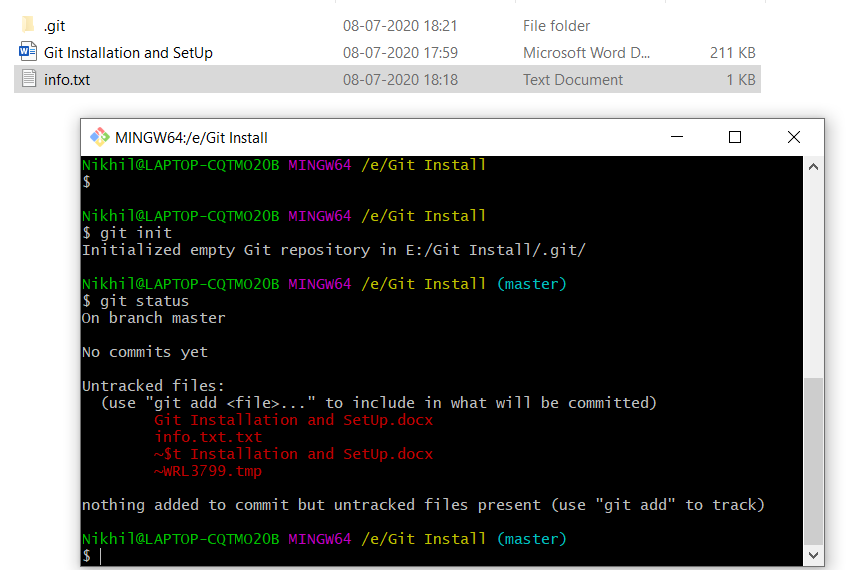 .git 08-07-2020 18:21 File folder
Git Installation and SetUp 08-07-2020 17:59 Microsoft Word D... 211 KB
info.txt 08-07-2020 18:18 Text Document 1 KB
MINGW64:/e/Git Install
Nikhil@LAPTOP-CQTMO2OB MINGW64 /e/Git Install
$
Nikhil@LAPTOP-CQTMO2OB MINGW64 /e/Git Install
$ git init
Initialized empty Git repository in E:/Git Install/.git/
Nikhil@LAPTOP-CQTMO2OB MINGW64 /e/Git Install (master)
$ git status
On branch master
No commits yet
Untracked files:
(use "git add <file>..." to include in what will be committed)
Git Installation and SetUp.docx
info.txt.txt
~$t Installation and SetUp.docx
~WRL3799.tmp
nothing added to commit but untracked files present (use "git add" to track)
Nikhil@LAPTOP-CQTMO2OB MINGW64 /e/Git Install (master)
$